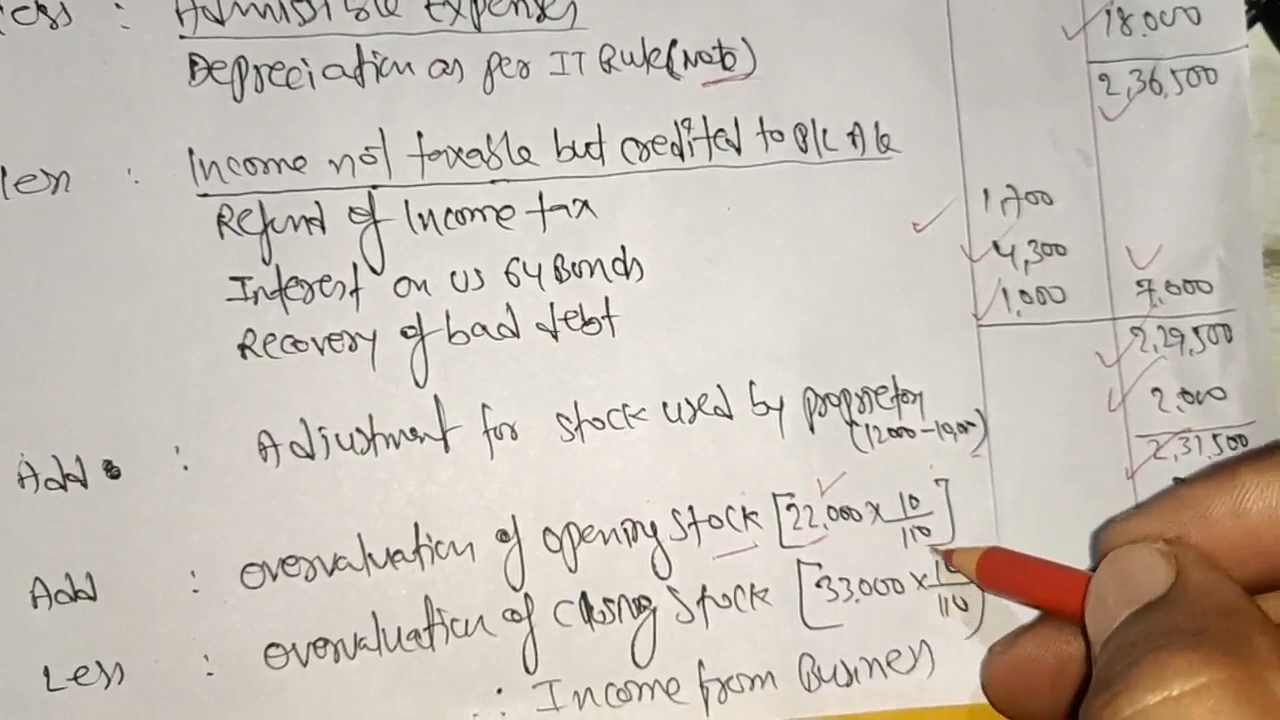 ess : Admissible Expenses 18.000
Depreciation as per IT Rule (Note)
2,36,500
len : Income not taxable but credited to P/L A/c
Refund of Income tax 1,700
Interest on US 64 Bonds 4,300
Recovery of bad debt 1,000 7,000
2,29,500
Add : Adjustment for stock used by proprietor 2.000
(12000-10,000)
2,31,500
Add : overvaluation of opening stock [22,000 x 10/110]
Less : overvaluation of closing stock [33.000 x 10/110]
∴ Income from Business